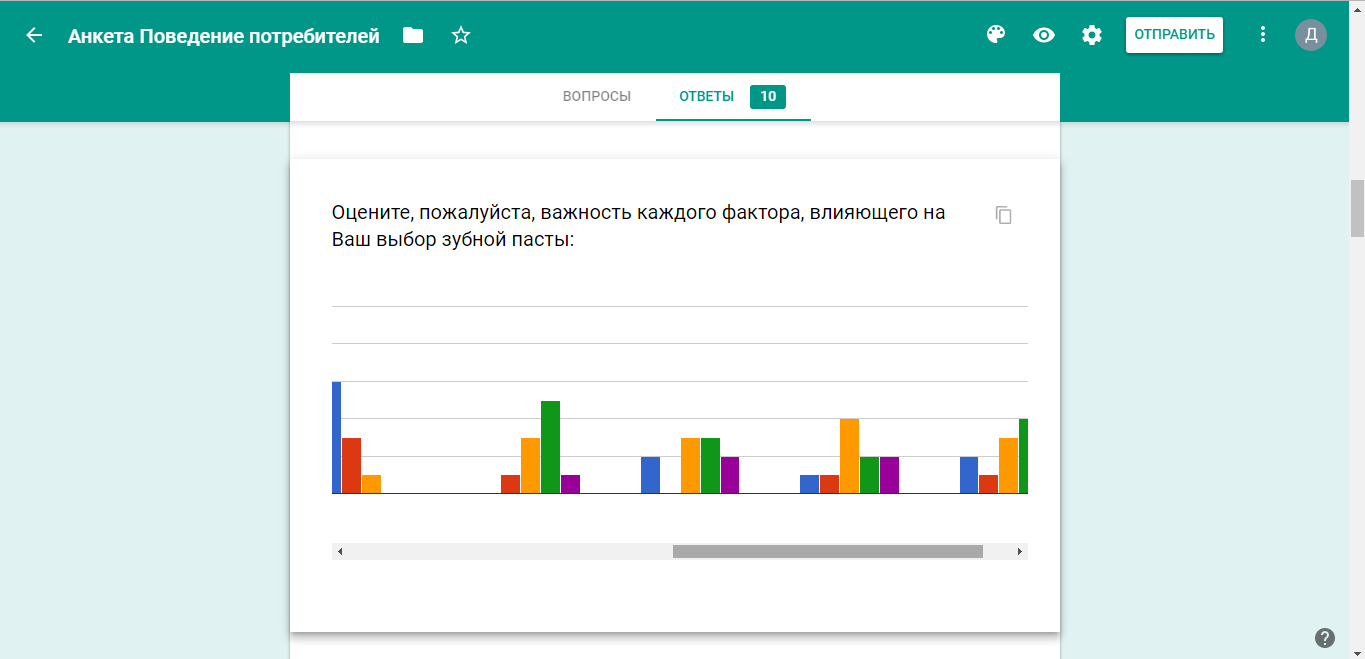 Анкета Поведение потребителей
ОТПРАВИТЬ
Д
ВОПРОСЫ
ОТВЕТЫ 10
Оцените, пожалуйста, важность каждого фактора, влияющего на
Ваш выбор зубной пасты:
?